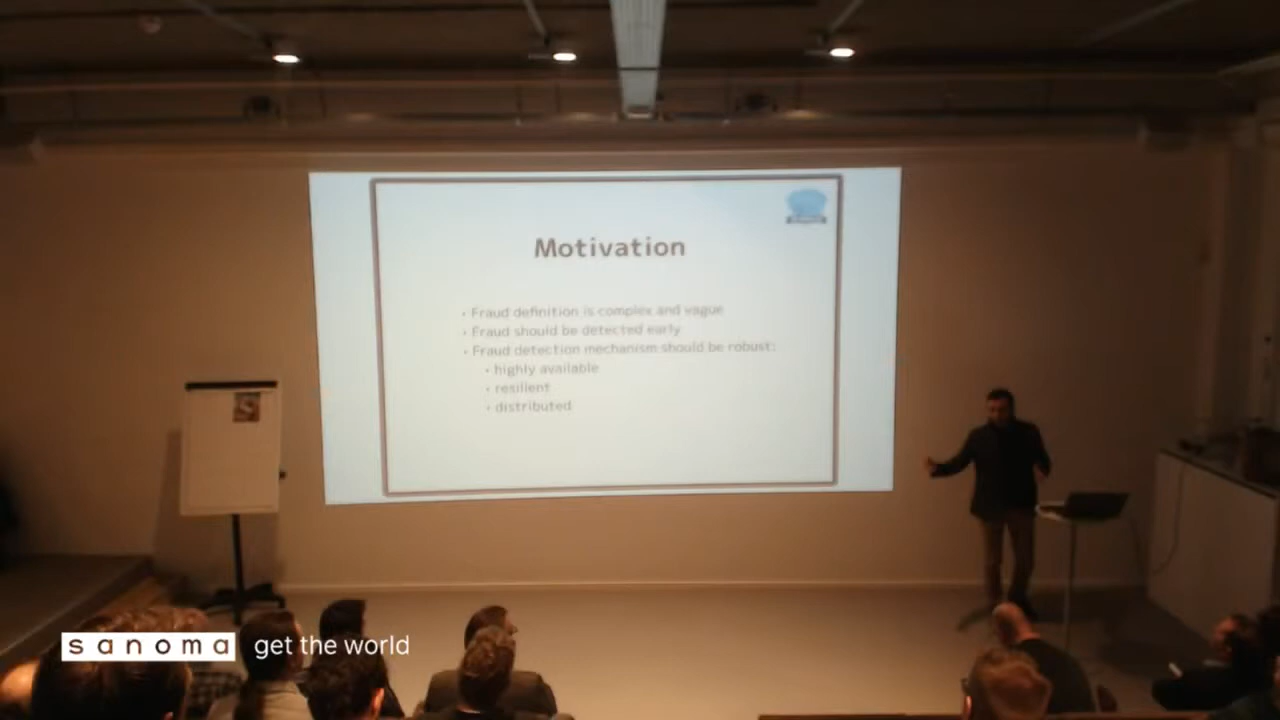 Motivation
• Fraud definition is complex and vague
• Fraud should be detected early
• Fraud detection mechanism should be robust:
• highly available
• resilient
• distributed
sanoma get the world